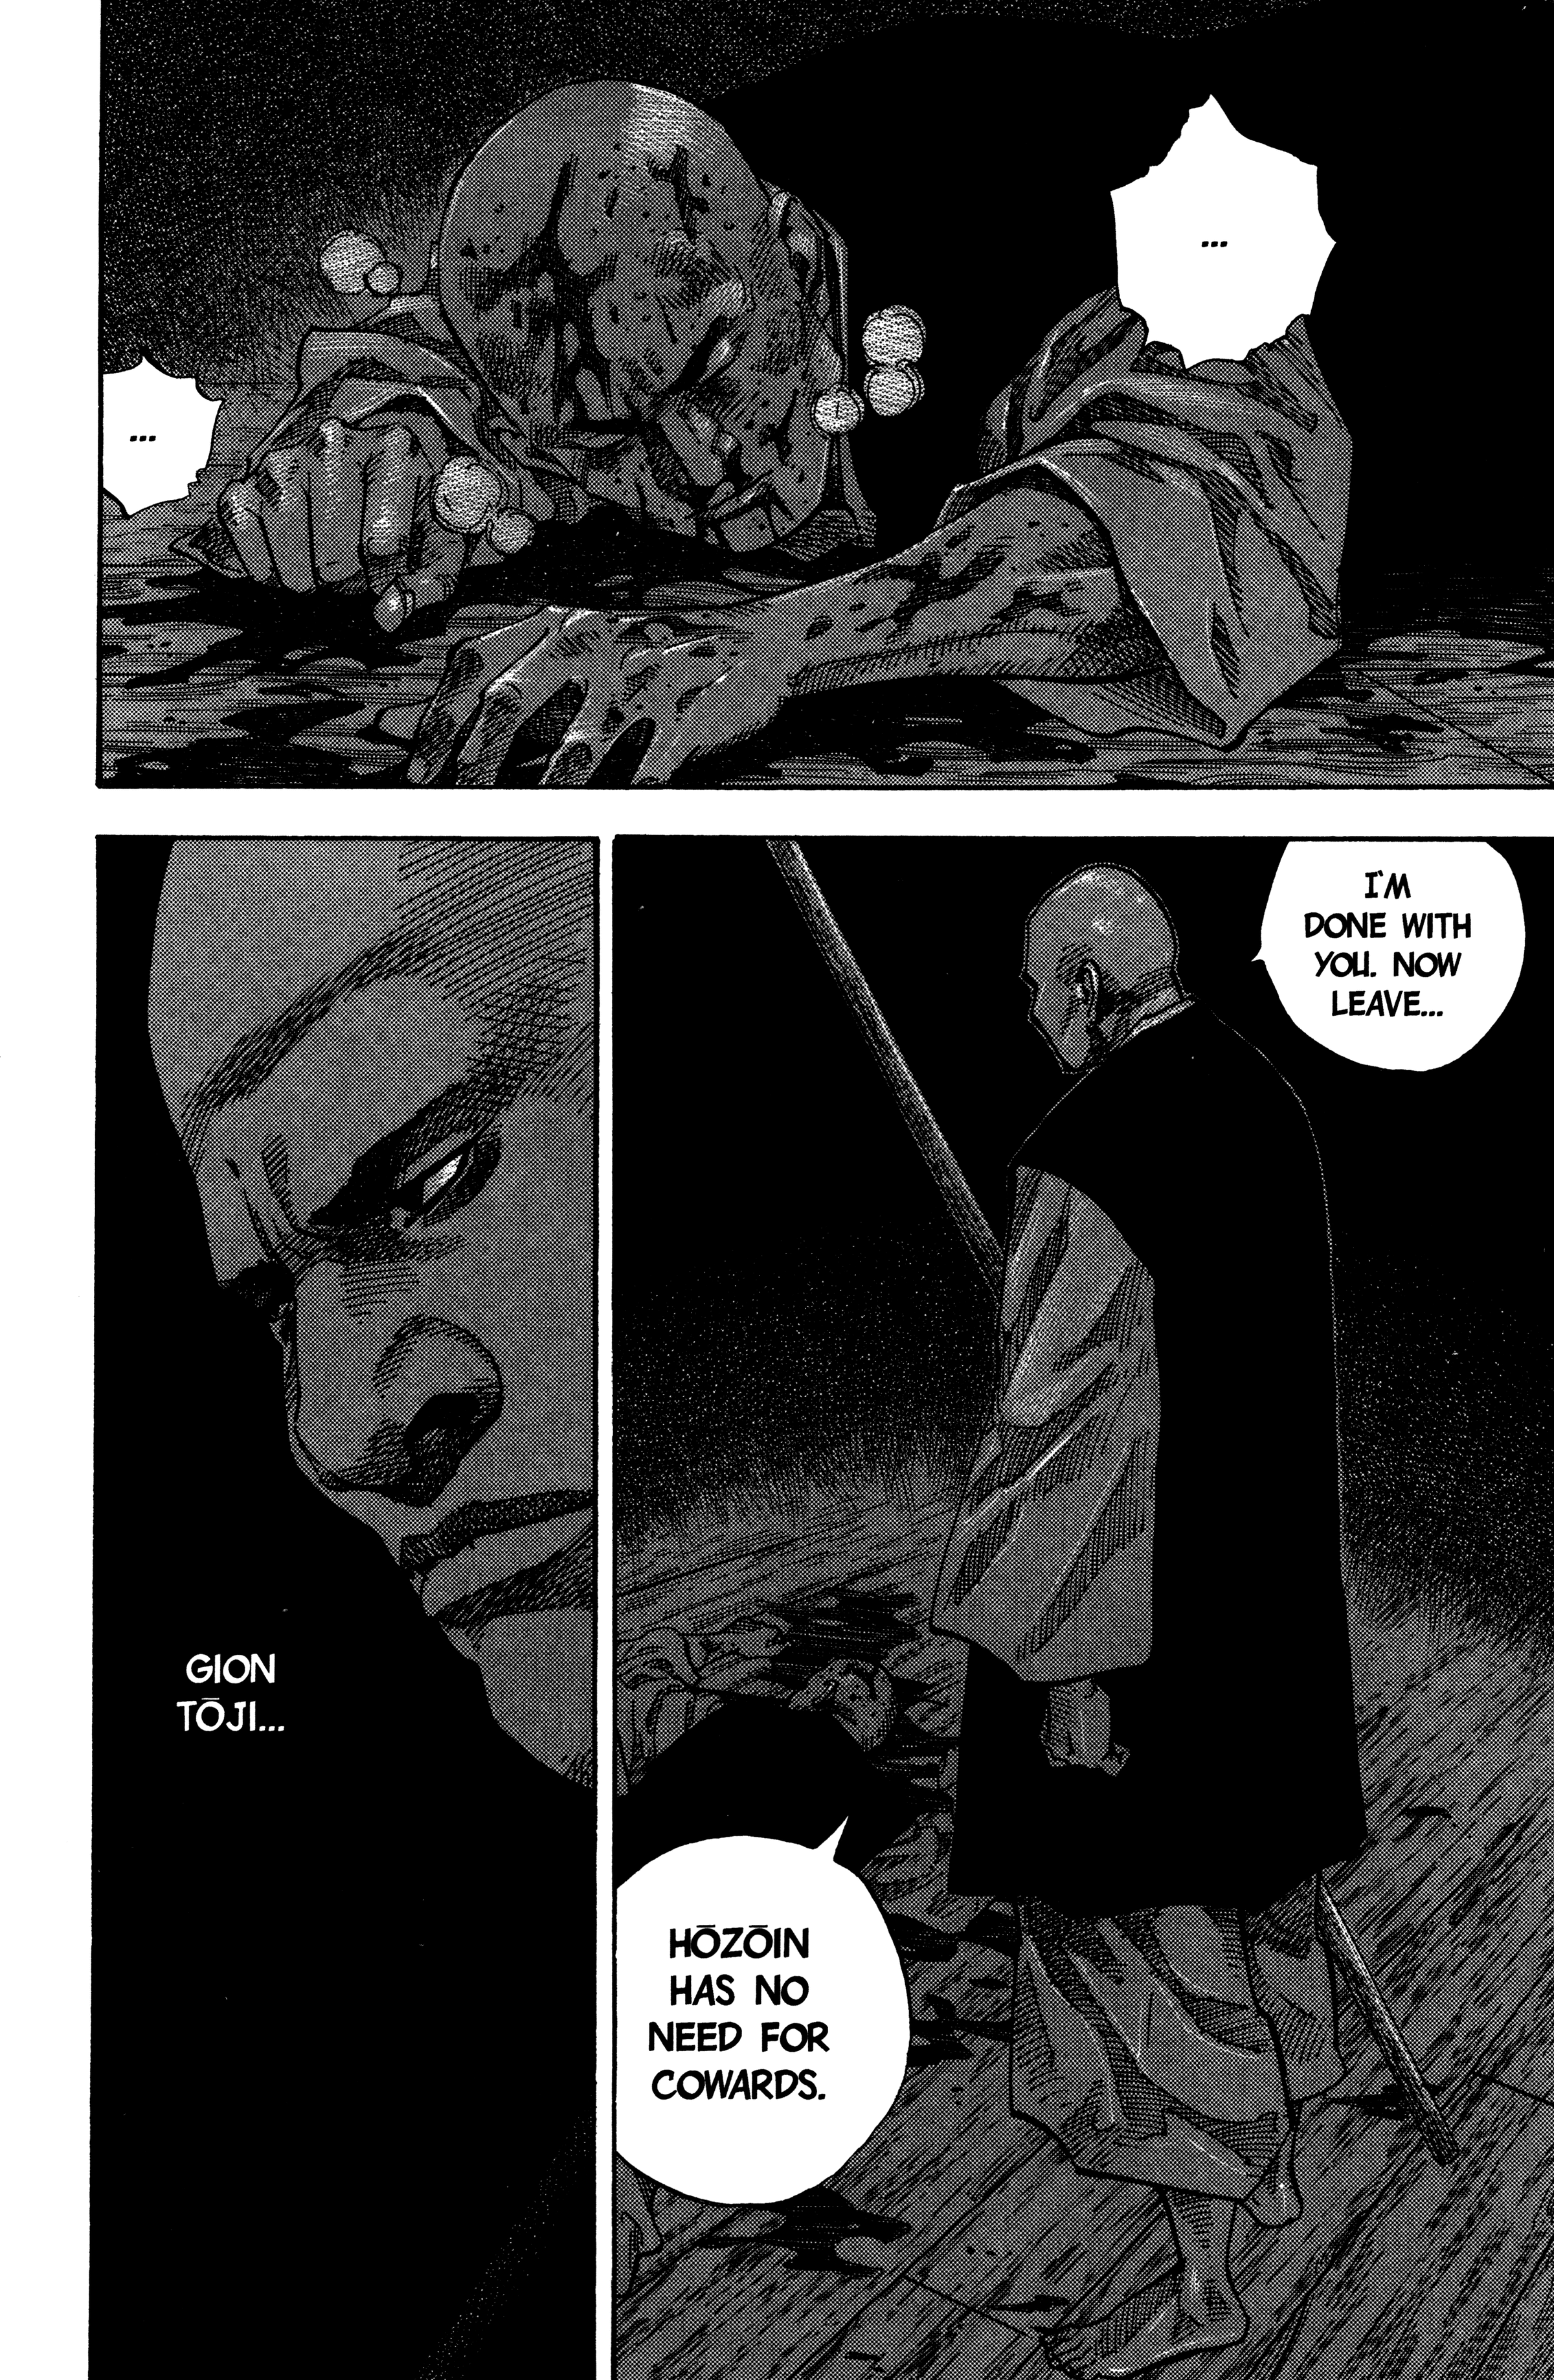 ...
...
I'M
DONE WITH
YOU. NOW
LEAVE...
HŌZŌIN
HAS NO
NEED FOR
COWARDS.
GION
TŌJI...